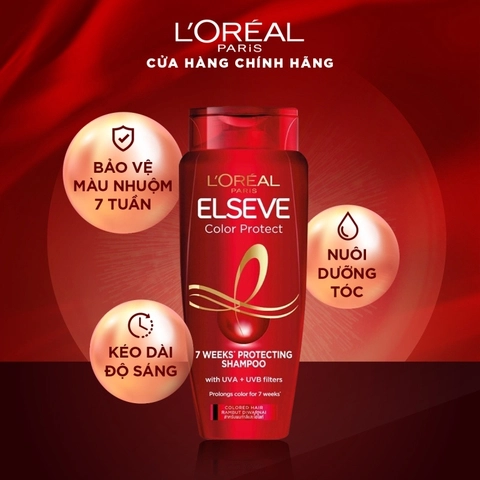 L'ORÉAL
PARIS
CỬA HÀNG CHÍNH HÃNG
BẢO VỆ
MÀU NHUỘM
7 TUẦN
NUÔI
DƯỠNG
TÓC
KÉO DÀI
ĐỘ SÁNG
L'ORÉAL
PARIS
ELSEVE
Color Protect
7 WEEKS* PROTECTING
SHAMPOO
with UVA + UVB filters
Prolongs color for 7 weeks*
COLORED HAIR
RAMBUT DIWARNAI